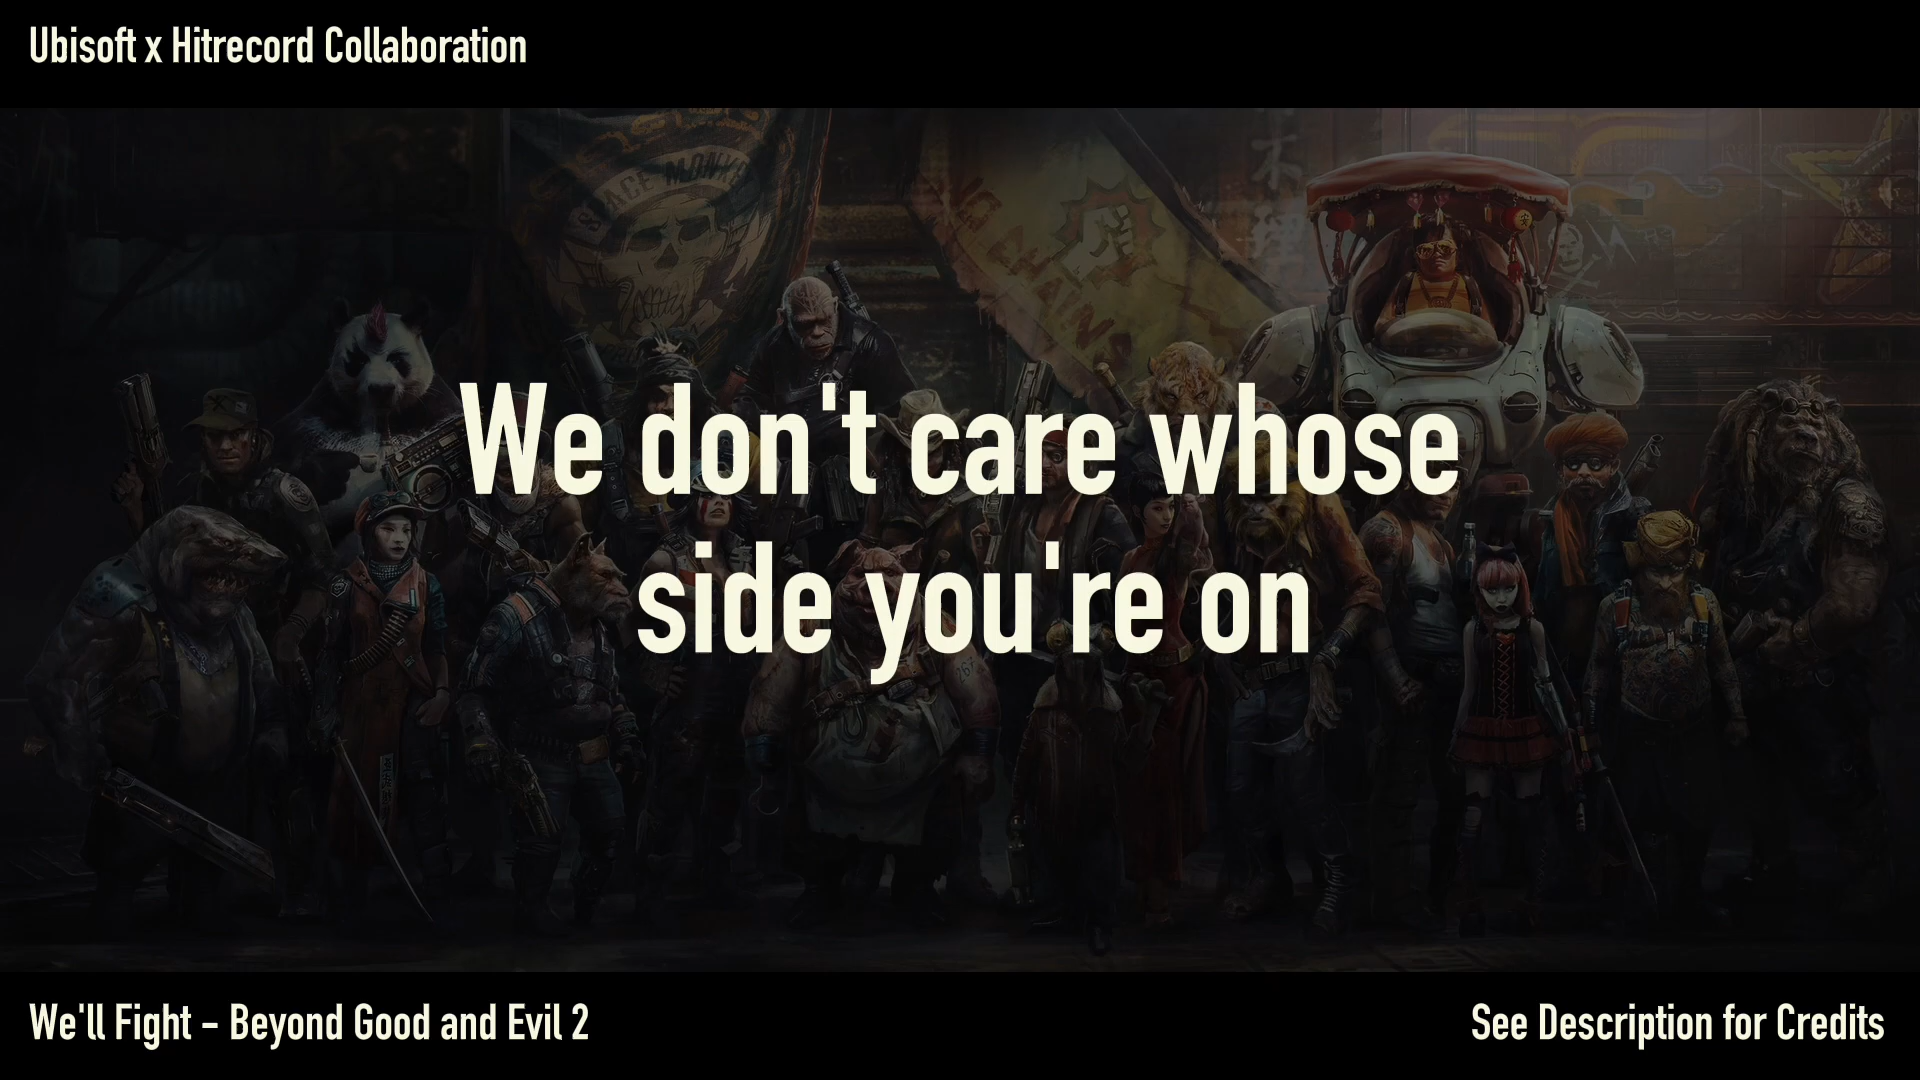 Ubisoft x Hitrecord Collaboration
We don't care whose
side you're on
267
We'll Fight – Beyond Good and Evil 2
See Description for Credits